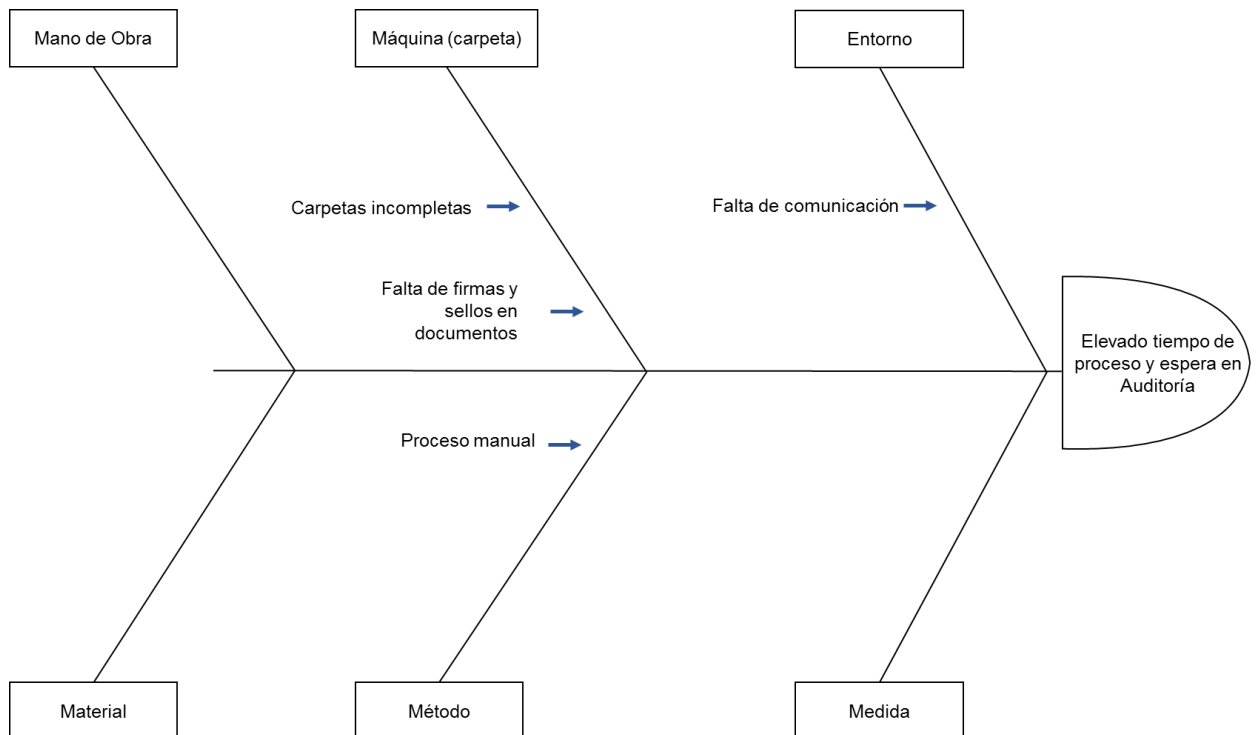 Mano de Obra
Máquina (carpeta)
Entorno
Carpetas incompletas
Falta de comunicación
Falta de firmas y
sellos en
documentos
Elevado tiempo de
proceso y espera en
Auditoría
Proceso manual
Material
Método
Medida